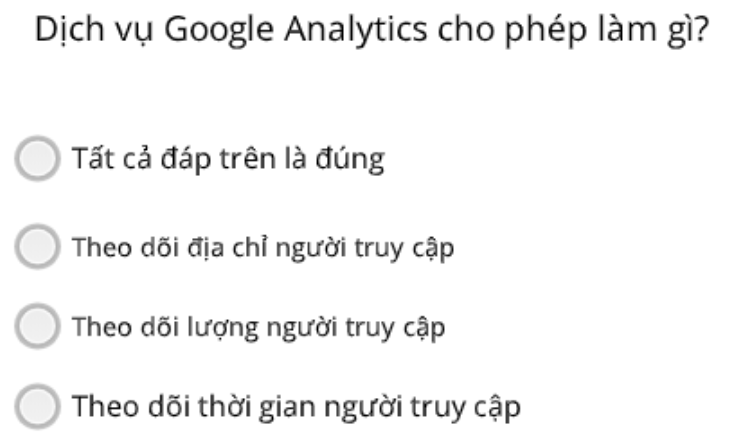 Dịch vụ Google Analytics cho phép làm gì?
Tất cả đáp trên là đúng
Theo dõi địa chỉ người truy cập
Theo dõi lượng người truy cập
Theo dõi thời gian người truy cập